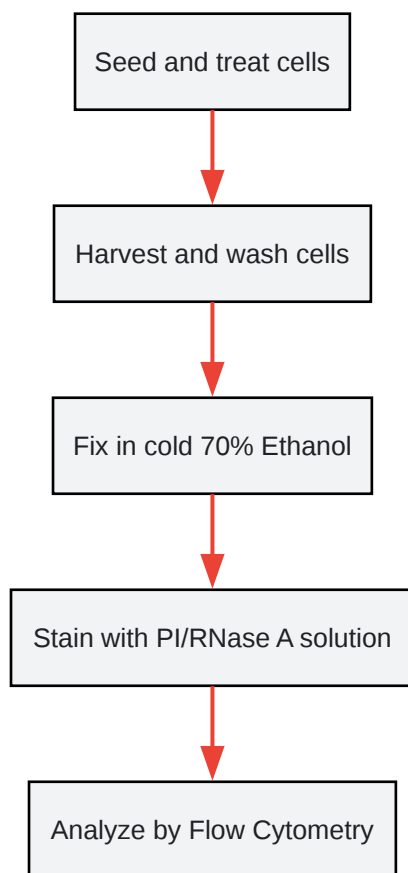 Seed and treat cells
Harvest and wash cells
Fix in cold 70% Ethanol
Stain with PI/RNase A solution
Analyze by Flow Cytometry